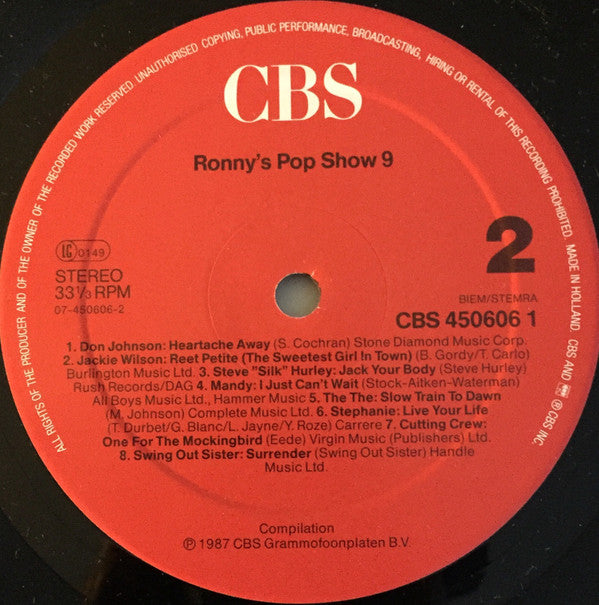 ALL RIGHTS OF THE PRODUCER AND OF THE OWNER OF THE RECORDED WORK RESERVED. UNAUTHORISED COPYING, PUBLIC PERFORMANCE, BROADCASTING, HIRING OR RENTAL OF THIS RECORDING PROHIBITED. MADE IN HOLLAND. CBS AND ℗ © CBS INC.
CBS
Ronny's Pop Show 9
2
LC 0149
STEREO
33⅓ RPM
07-450606-2
BIEM/STEMRA
CBS 450606 1
1. Don Johnson: Heartache Away (S. Cochran) Stone Diamond Music Corp.
2. Jackie Wilson: Reet Petite (The Sweetest Girl In Town) (B. Gordy/T. Carlo)
Burlington Music Ltd. 3. Steve "Silk" Hurley: Jack Your Body (Steve Hurley)
Rush Records/DAG 4. Mandy: I Just Can't Wait (Stock-Aitken-Waterman)
All Boys Music Ltd., Hammer Music 5. The The: Slow Train To Dawn
(M. Johnson) Complete Music Ltd. 6. Stephanie: Live Your Life
(T. Durbet/G. Blanc/L. Jayne/Y. Roze) Carrere 7. Cutting Crew:
One For The Mockingbird (Eede) Virgin Music (Publishers) Ltd.
8. Swing Out Sister: Surrender (Swing Out Sister) Handle
Music Ltd.
Compilation
℗ 1987 CBS Grammofoonplaten B.V.